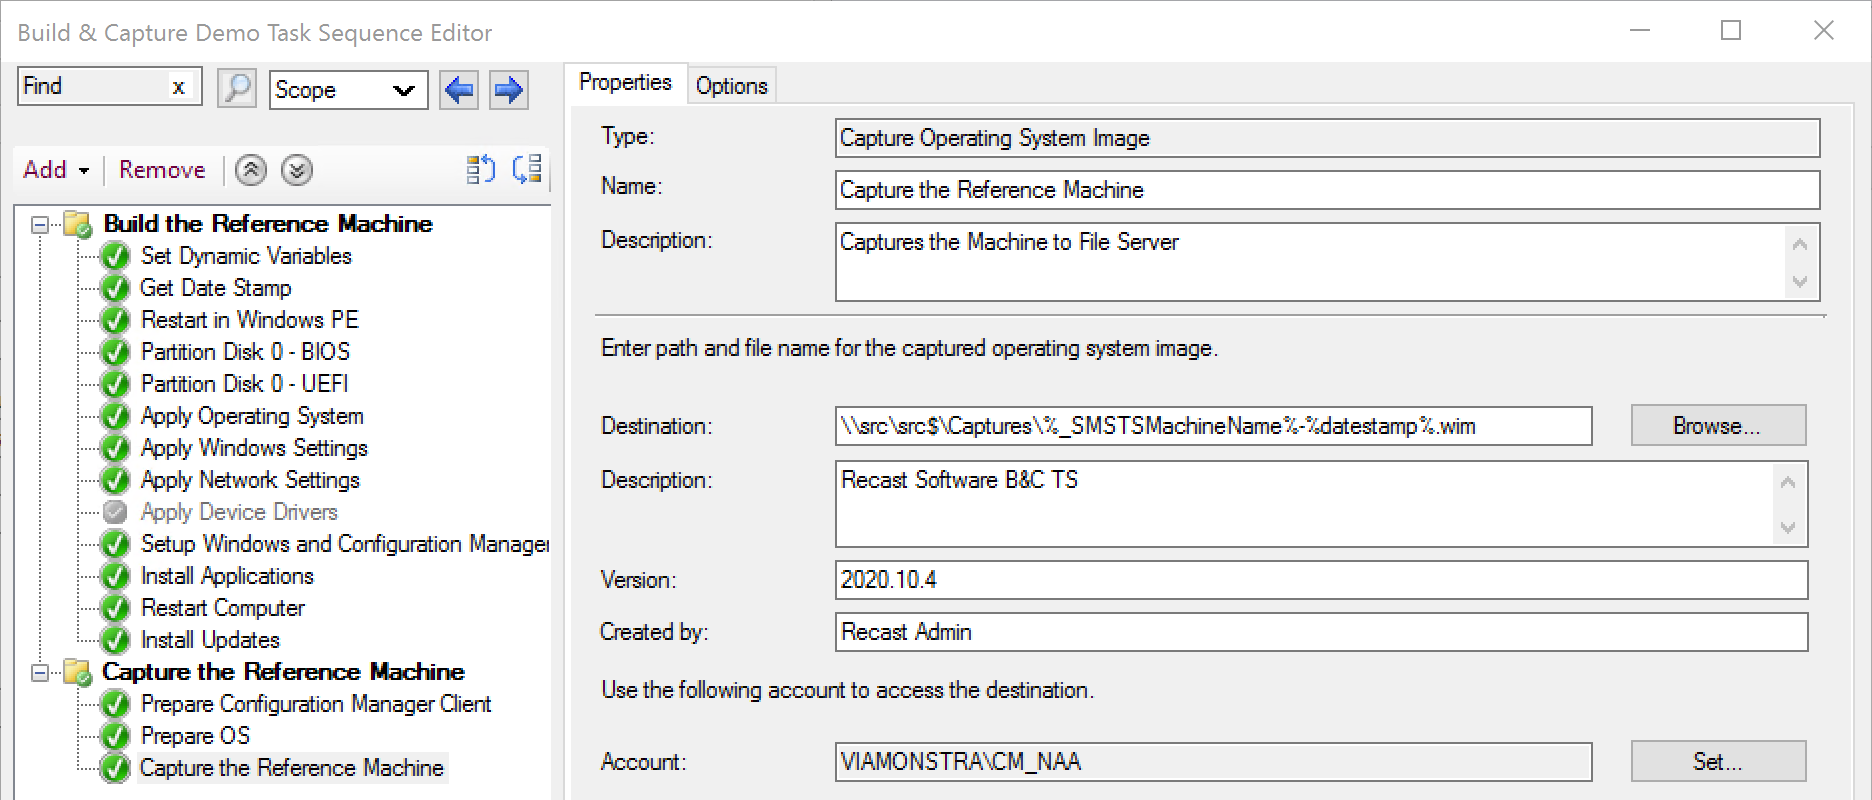 Build & Capture Demo Task Sequence Editor
Find x
Scope
Add
Remove
Build the Reference Machine
Set Dynamic Variables
Get Date Stamp
Restart in Windows PE
Partition Disk 0 - BIOS
Partition Disk 0 - UEFI
Apply Operating System
Apply Windows Settings
Apply Network Settings
Apply Device Drivers
Setup Windows and Configuration Manager
Install Applications
Restart Computer
Install Updates
Capture the Reference Machine
Prepare Configuration Manager Client
Prepare OS
Capture the Reference Machine
Properties Options
Type: Capture Operating System Image
Name: Capture the Reference Machine
Description: Captures the Machine to File Server
Enter path and file name for the captured operating system image.
Destination: \\src\src$\Captures\%_SMSTSMachineName%-%datestamp%.wim Browse...
Description: Recast Software B&C TS
Version: 2020.10.4
Created by: Recast Admin
Use the following account to access the destination.
Account: VIAMONSTRA\CM_NAA Set...